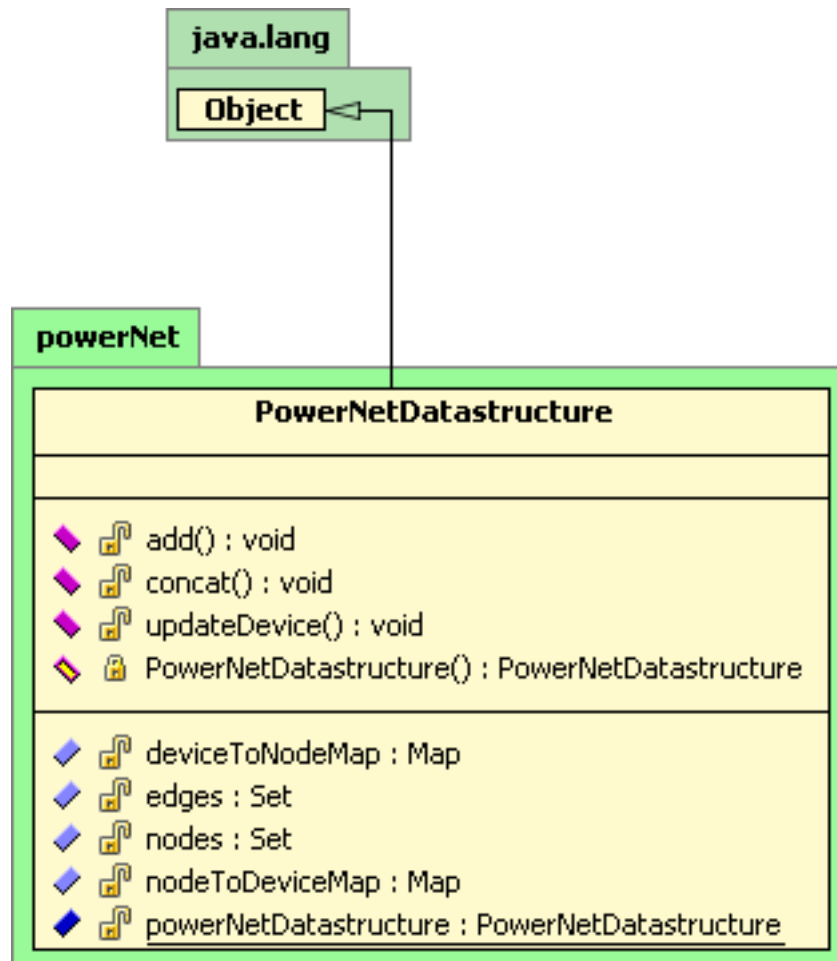 java.lang
Object
powerNet
PowerNetDatastructure
add() : void
concat() : void
updateDevice() : void
PowerNetDatastructure() : PowerNetDatastructure
deviceToNodeMap : Map
edges : Set
nodes : Set
nodeToDeviceMap : Map
powerNetDatastructure : PowerNetDatastructure